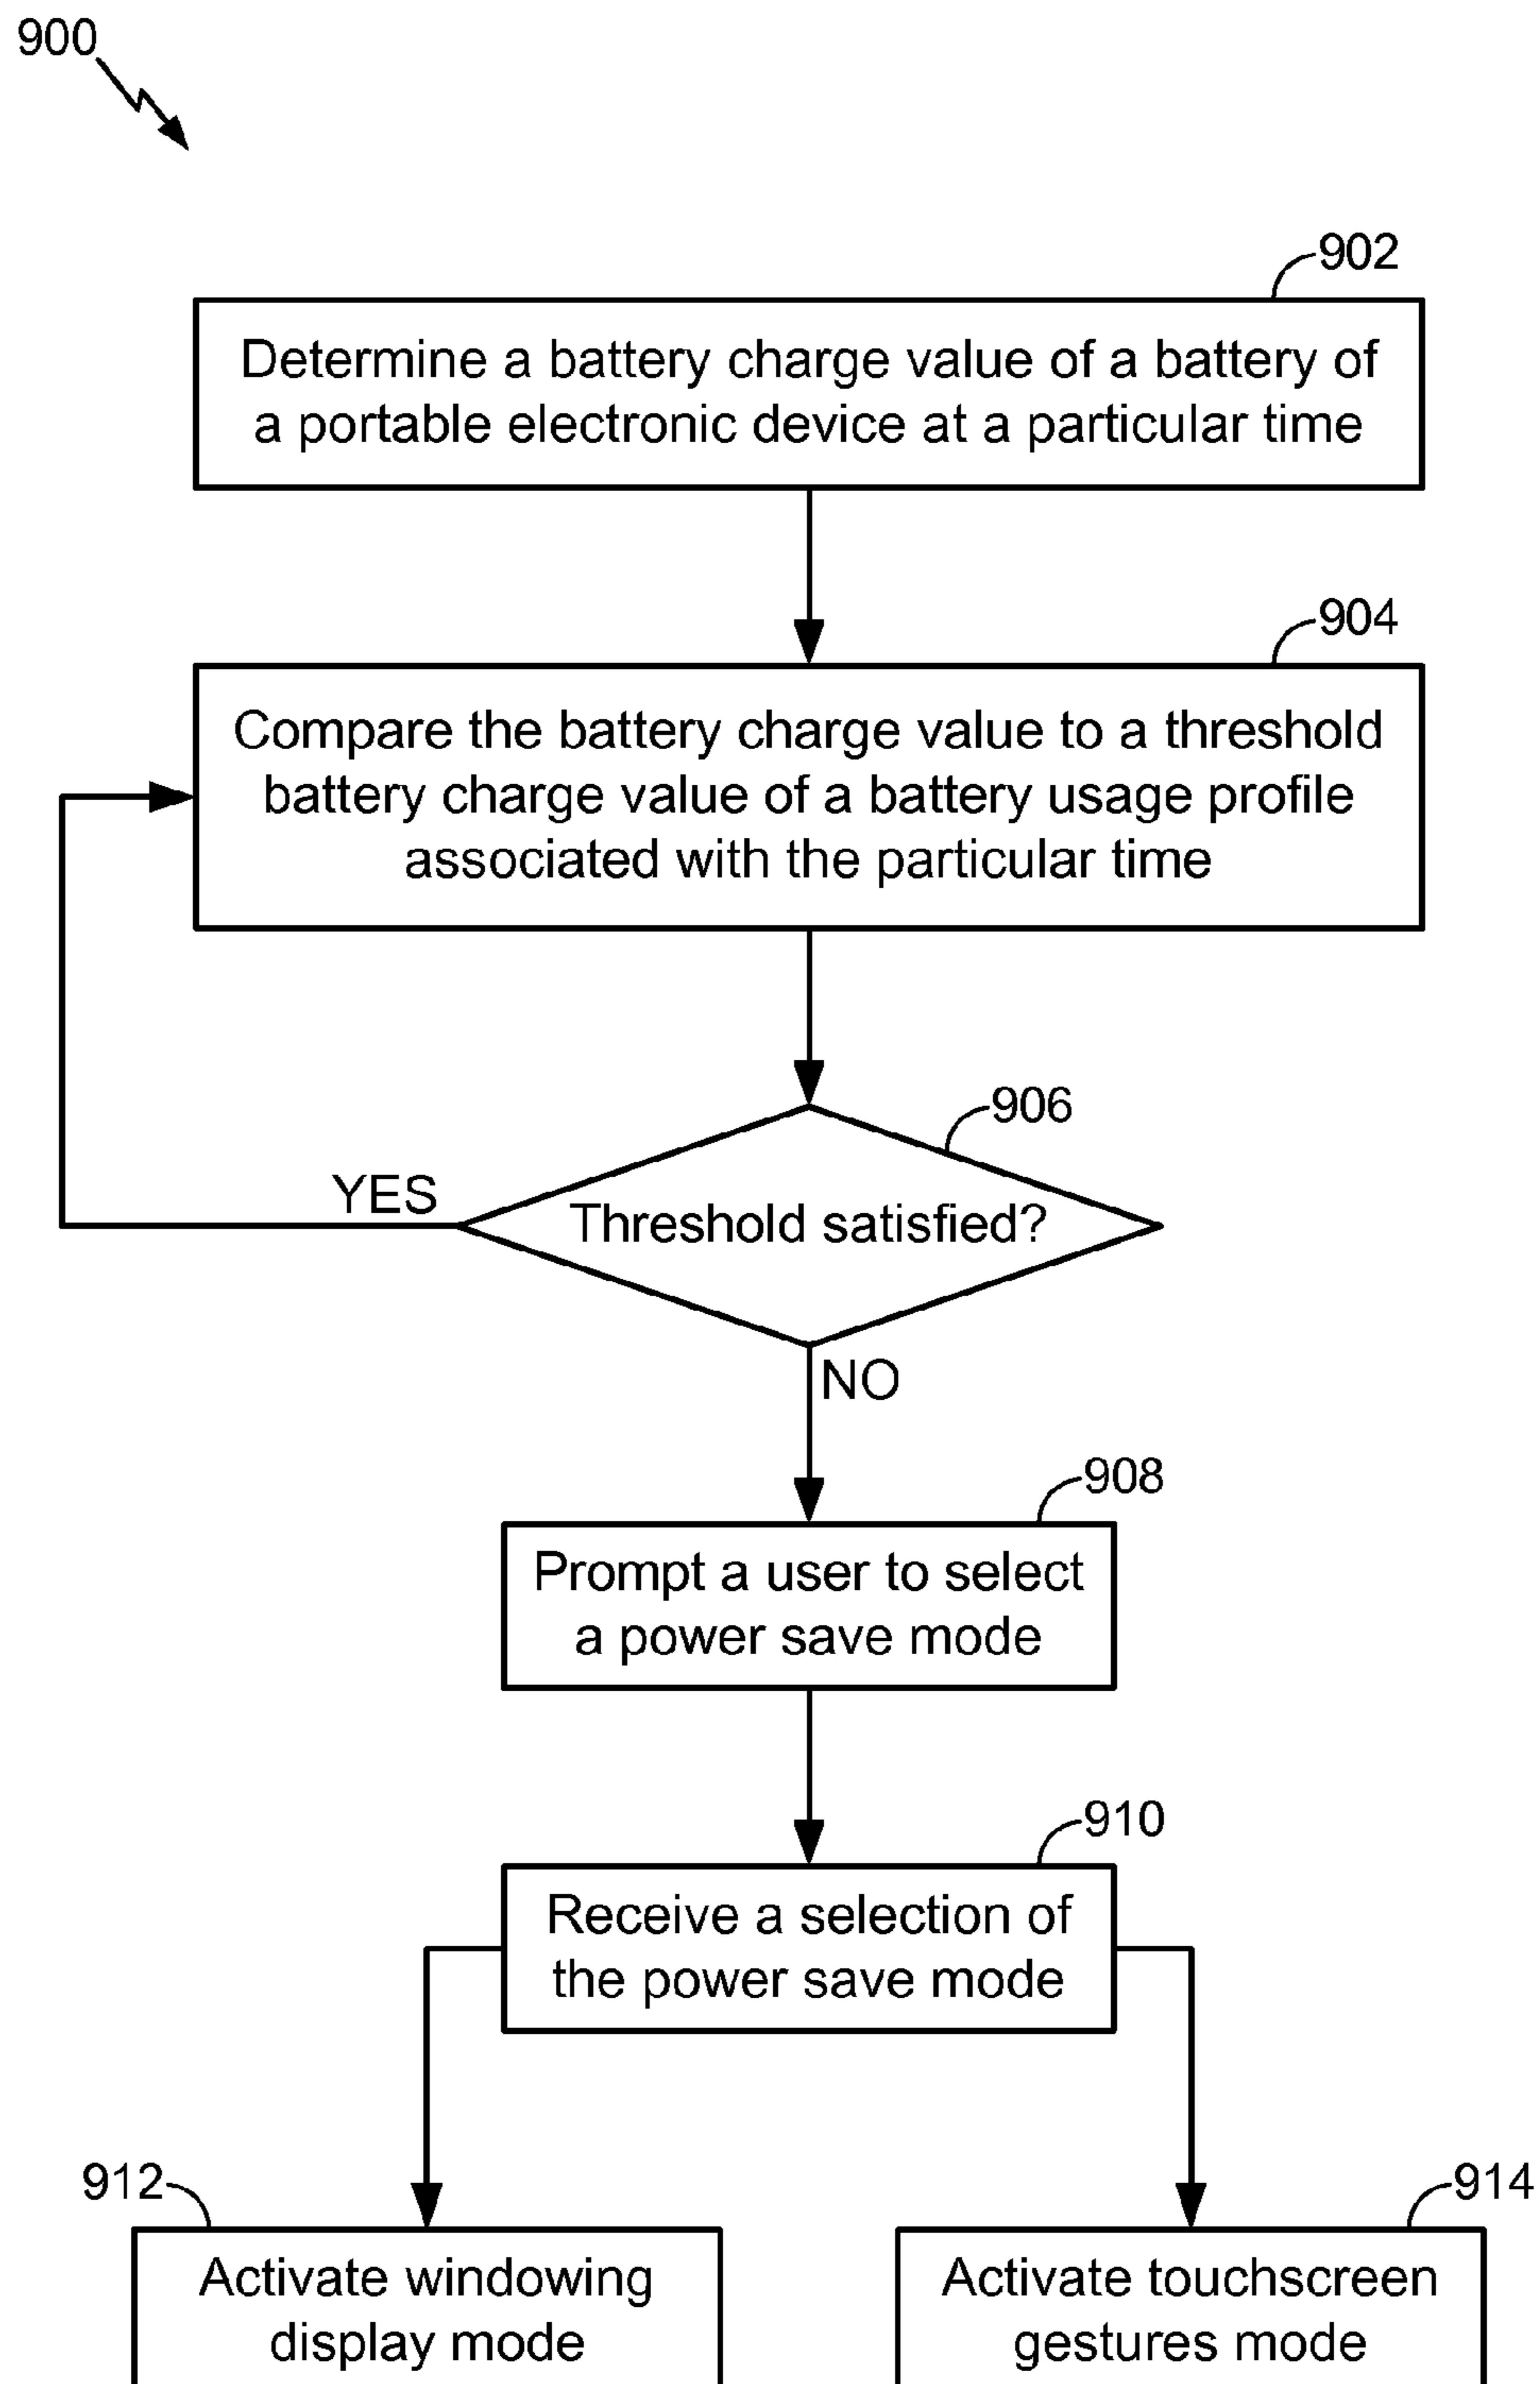 900
902
Determine a battery charge value of a battery of
a portable electronic device at a particular time
904
Compare the battery charge value to a threshold
battery charge value of a battery usage profile
associated with the particular time
906
YES
Threshold satisfied?
NO
908
Prompt a user to select
a power save mode
910
Receive a selection of
the power save mode
912
914
Activate windowing
display mode
Activate touchscreen
gestures mode